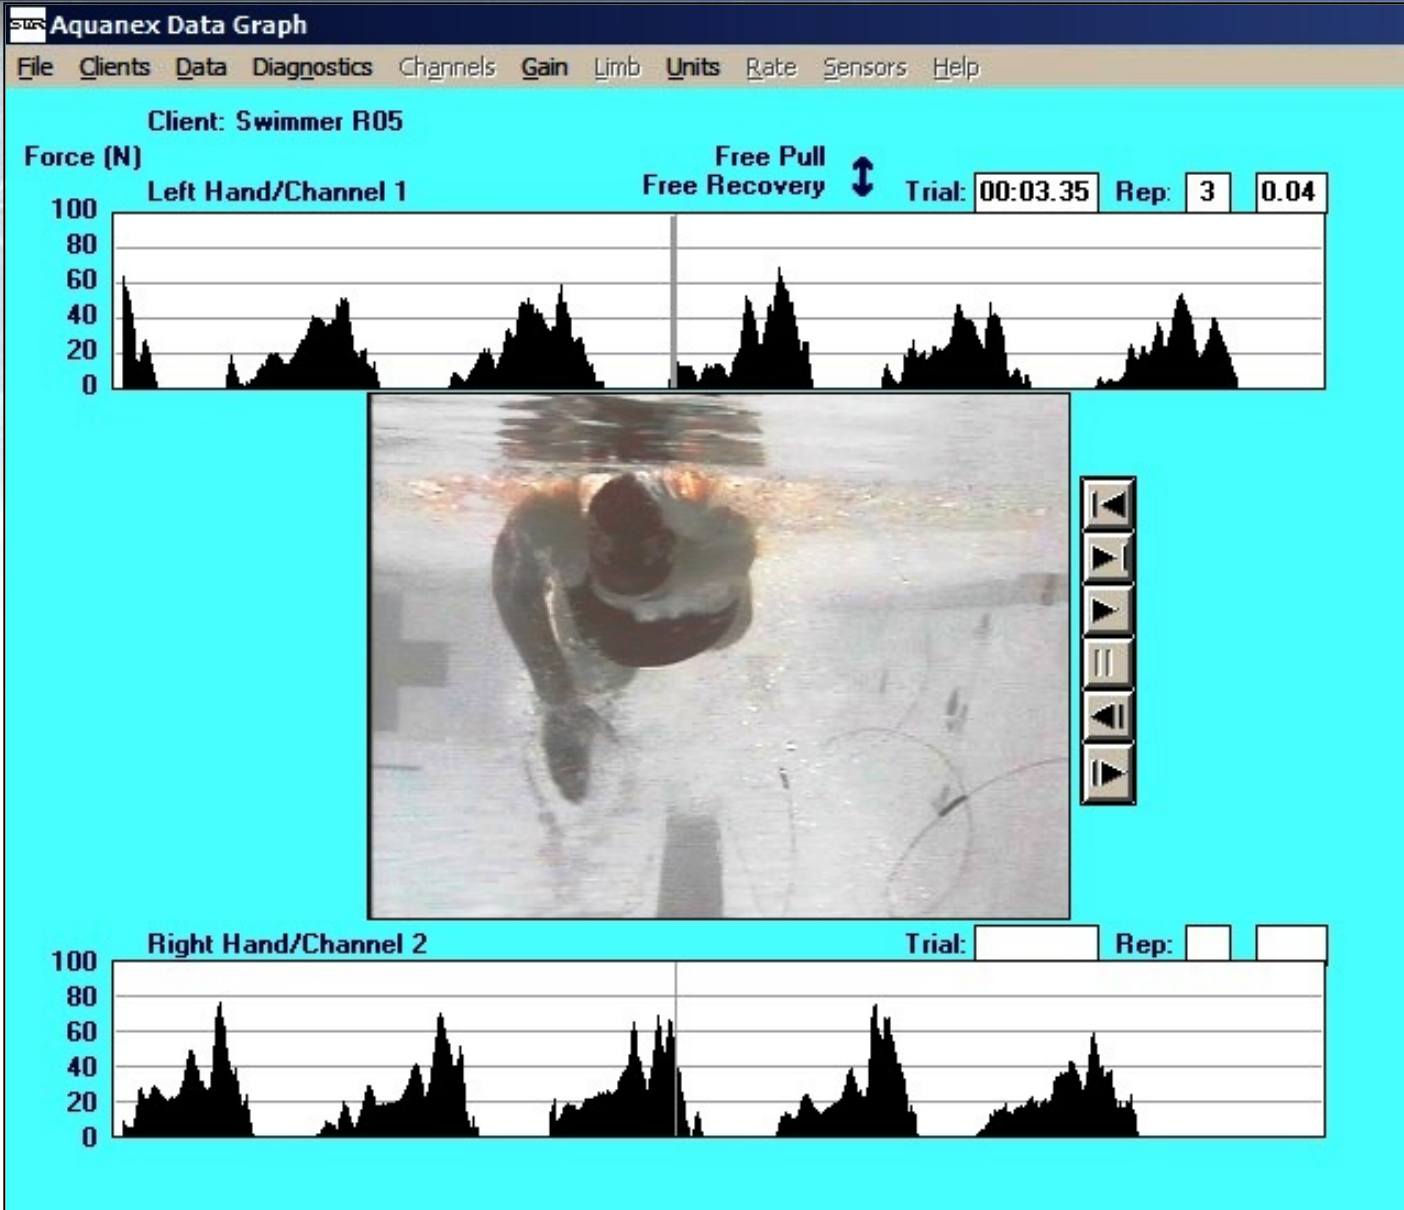 STAR Aquanex Data Graph
File Clients Data Diagnostics Channels Gain Limb Units Rate Sensors Help
Client: Swimmer R05
Force (N)
Free Pull
Free Recovery
Left Hand/Channel 1
Trial: 00:03.35 Rep: 3 0.04
100
80
60
40
20
0
Right Hand/Channel 2
Trial: Rep:
100
80
60
40
20
0